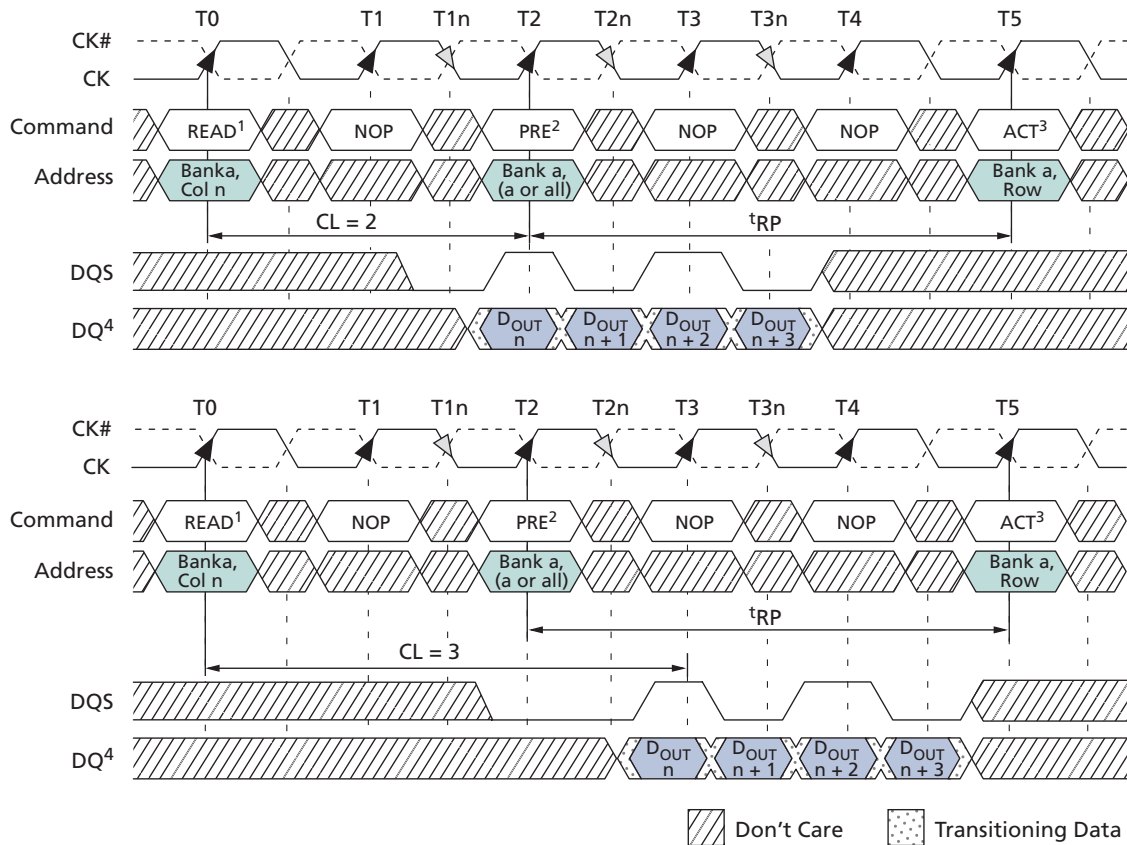 T0 T1 T1n T2 T2n T3 T3n T4 T5
CK#
CK
Command READ¹ NOP PRE² NOP NOP ACT³
Address Banka, Col n Bank a, (a or all) Bank a, Row
CL = 2 ᵗRP
DQS
DQ⁴ DOUT n DOUT n + 1 DOUT n + 2 DOUT n + 3
T0 T1 T1n T2 T2n T3 T3n T4 T5
CK#
CK
Command READ¹ NOP PRE² NOP NOP ACT³
Address Banka, Col n Bank a, (a or all) Bank a, Row
ᵗRP
CL = 3
DQS
DQ⁴ DOUT n DOUT n + 1 DOUT n + 2 DOUT n + 3
Don't Care Transitioning Data